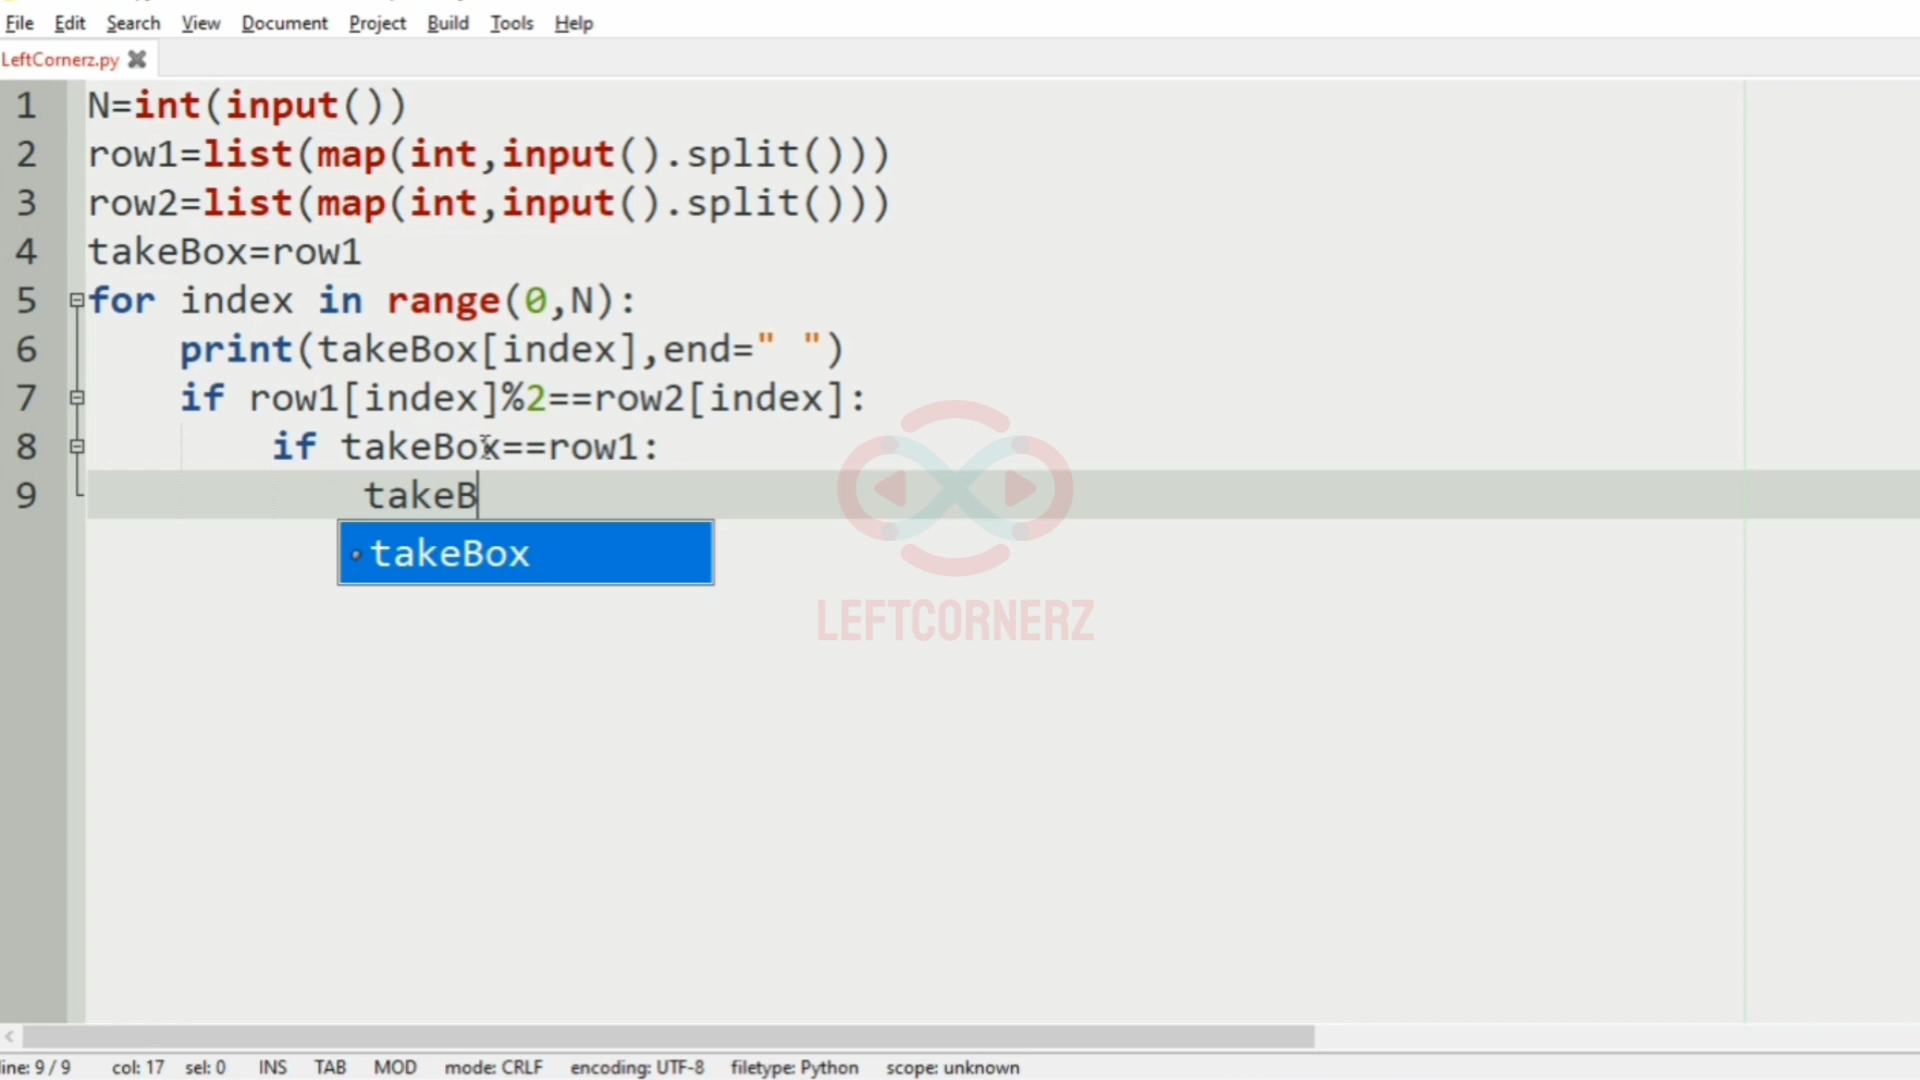 File Edit Search View Document Project Build Tools Help
LeftCornerz.py
1 N=int(input())
2 row1=list(map(int,input().split()))
3 row2=list(map(int,input().split()))
4 takeBox=row1
5 for index in range(0,N):
6 print(takeBox[index],end=" ")
7 if row1[index]%2==row2[index]:
8 if takeBox==row1:
9 takeB
takeBox
LEFTCORNERZ
line: 9 / 9 col: 17 sel: 0 INS TAB MOD mode: CRLF encoding: UTF-8 filetype: Python scope: unknown